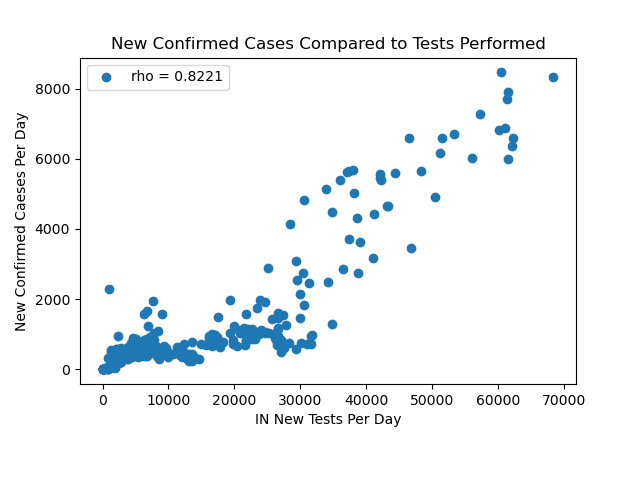 New Confirmed Cases Compared to Tests Performed
rho = 0.8221
8000
6000
4000
2000
0
New Confirmed Caeses Per Day
0 10000 20000 30000 40000 50000 60000 70000
IN New Tests Per Day